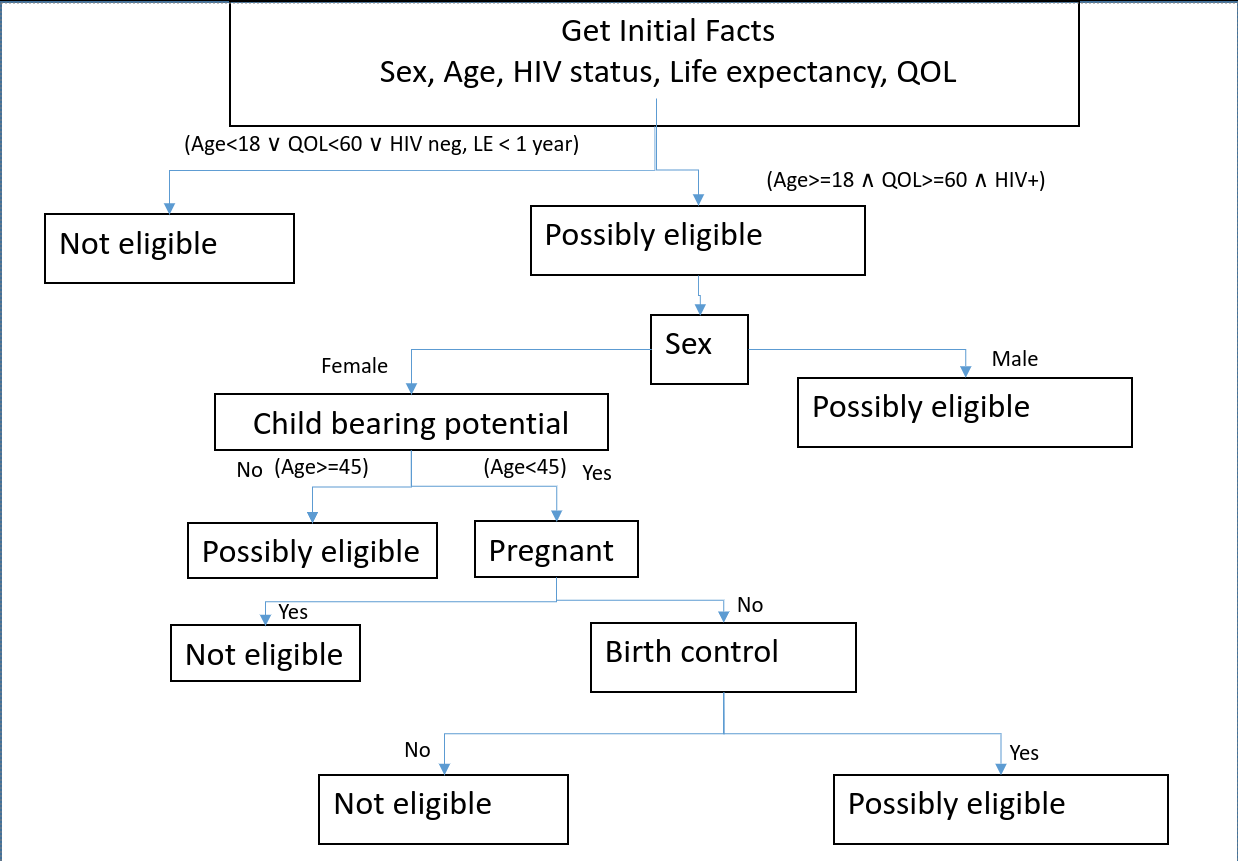 Get Initial Facts
Sex, Age, HIV status, Life expectancy, QOL
(Age<18 ∨ QOL<60 ∨ HIV neg, LE < 1 year)
(Age>=18 ∧ QOL>=60 ∧ HIV+)
Not eligible
Possibly eligible
Sex
Female
Male
Child bearing potential
Possibly eligible
No (Age>=45)
(Age<45) Yes
Possibly eligible
Pregnant
Yes
No
Not eligible
Birth control
No
Yes
Not eligible
Possibly eligible